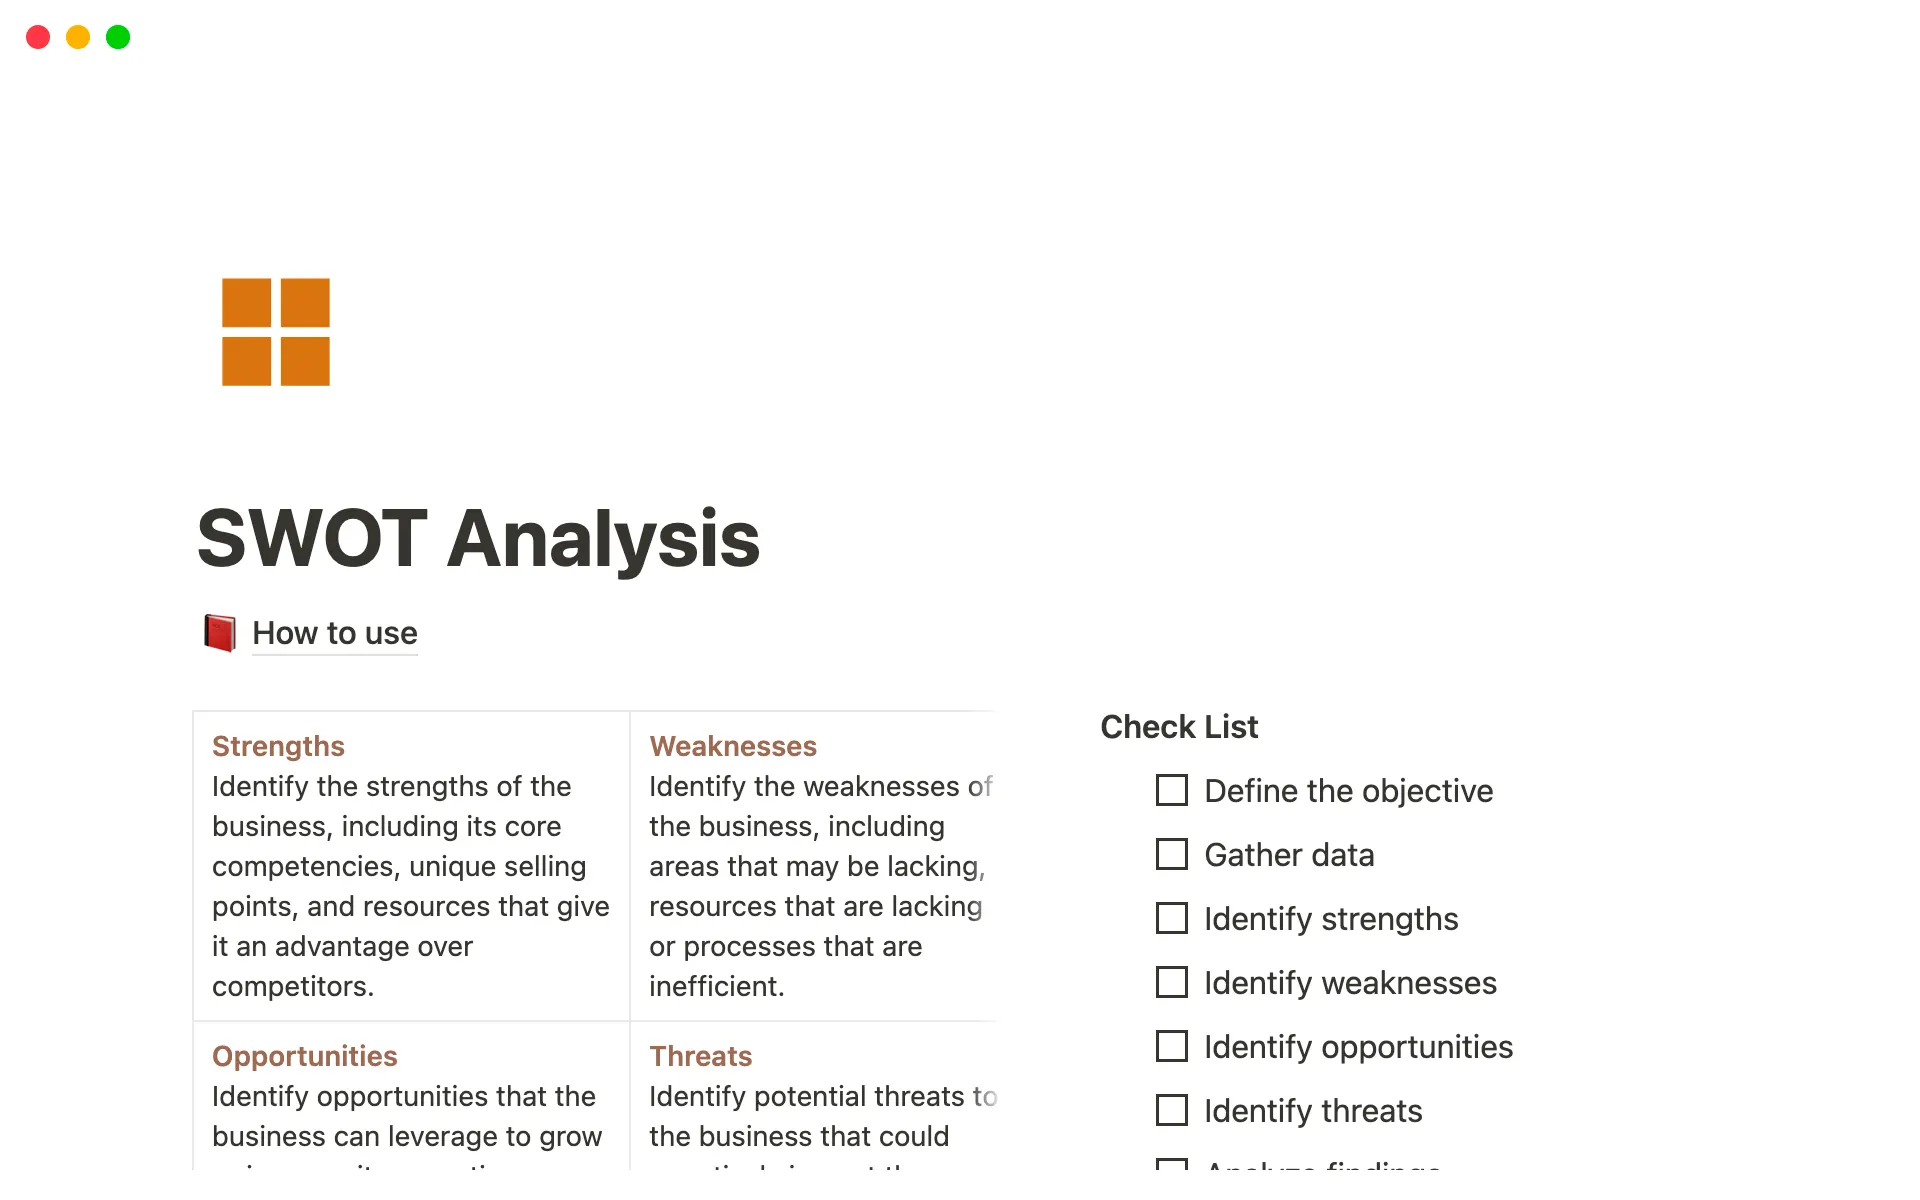 SWOT Analysis
How to use
Strengths
Identify the strengths of the
business, including its core
competencies, unique selling
points, and resources that give
it an advantage over
competitors.
Weaknesses
Identify the weaknesses of
the business, including
areas that may be lacking,
resources that are lacking
or processes that are
inefficient.
Opportunities
Identify opportunities that the
business can leverage to grow
Threats
Identify potential threats to
the business that could
Check List
Define the objective
Gather data
Identify strengths
Identify weaknesses
Identify opportunities
Identify threats
Analyze findings